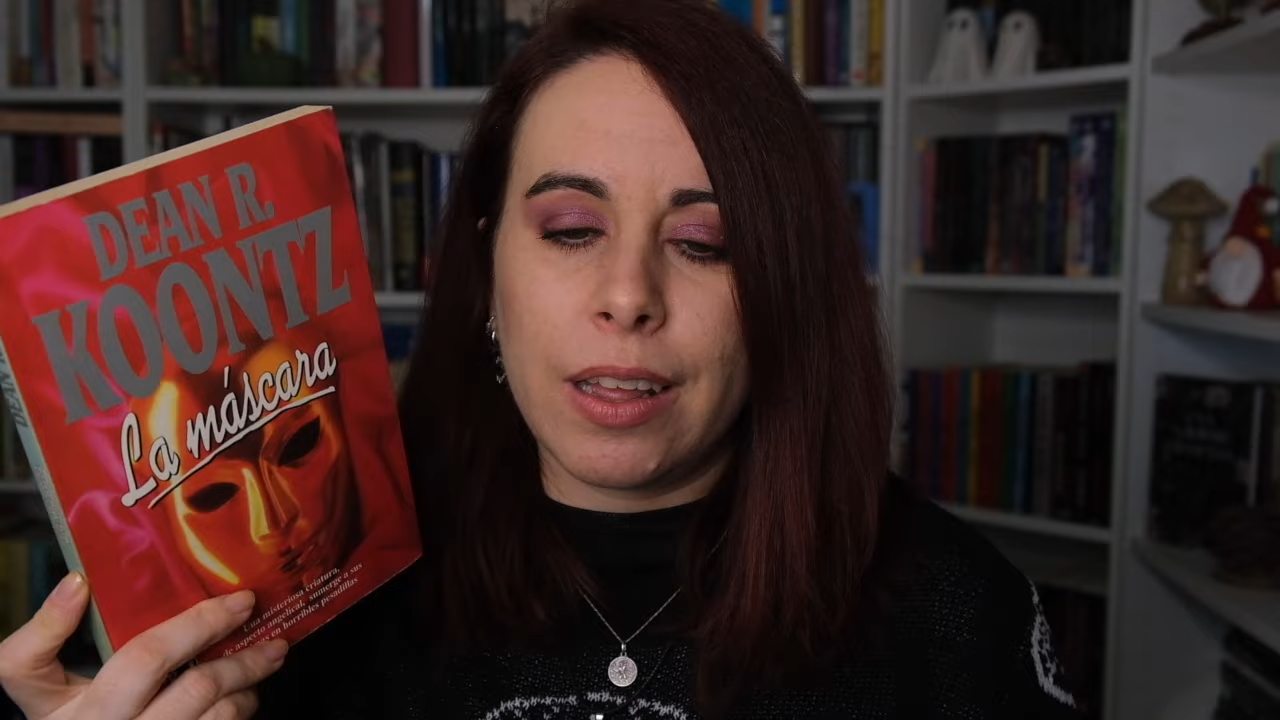 DEAN R.
KOONTZ
La máscara
Una misteriosa criatura,
de aspecto angelical, sumerge a sus
en horribles pesadillas